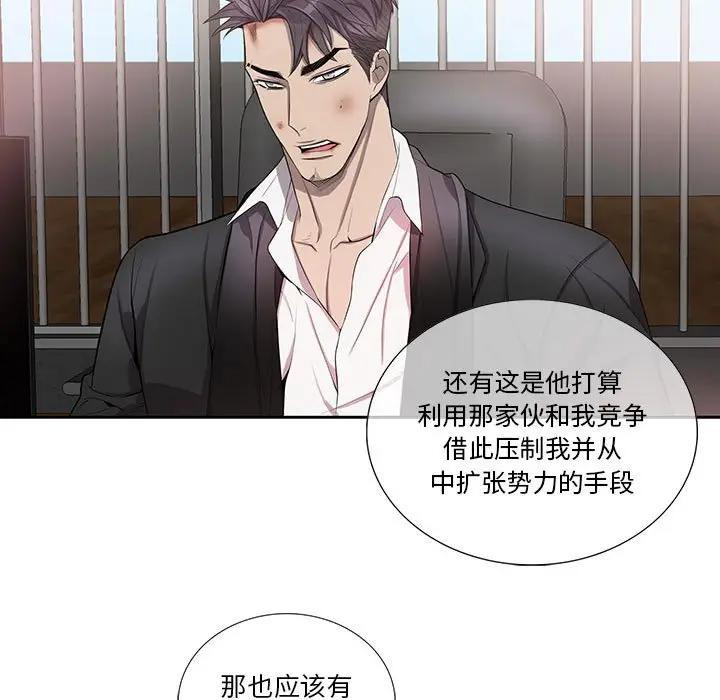 还有这是他打算
利用那家伙和我竞争
借此压制我并从
中扩张势力的手段
那也应该有